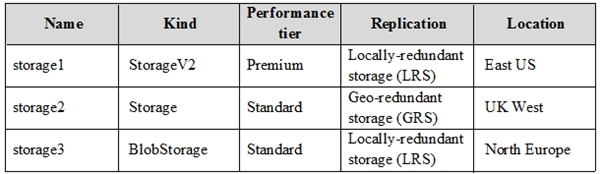 Name Kind Performance tier Replication Location
storage1 StorageV2 Premium Locally-redundant storage (LRS) East US
storage2 Storage Standard Geo-redundant storage (GRS) UK West
storage3 BlobStorage Standard Locally-redundant storage (LRS) North Europe